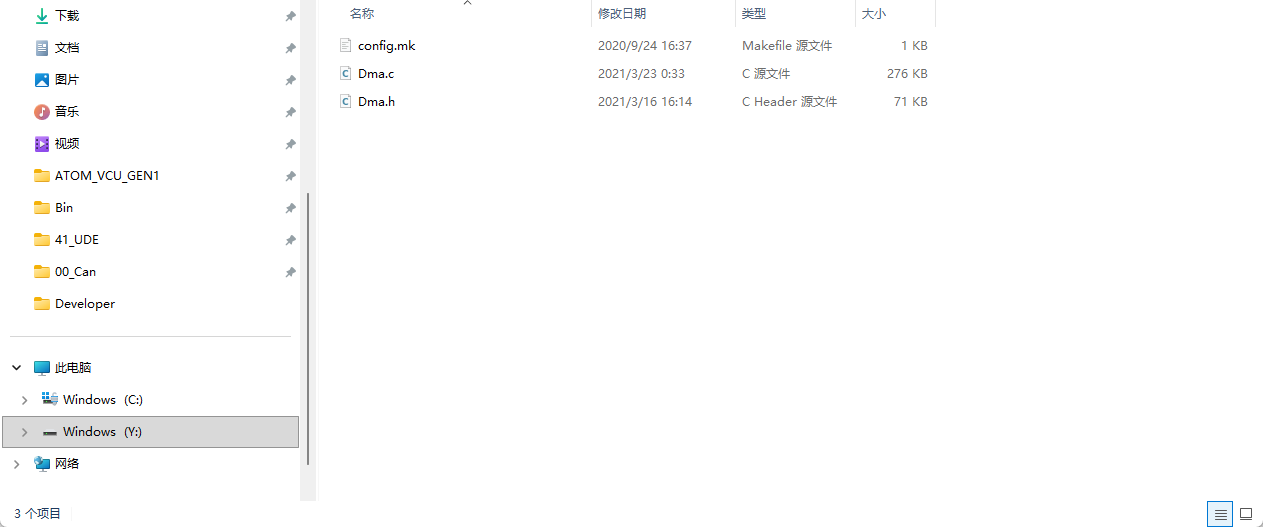 下载
文档
图片
音乐
视频
ATOM_VCU_GEN1
Bin
41_UDE
00_Can
Developer
此电脑
Windows (C:)
Windows (Y:)
网络
名称 修改日期 类型 大小
config.mk 2020/9/24 16:37 Makefile 源文件 1 KB
Dma.c 2021/3/23 0:33 C 源文件 276 KB
Dma.h 2021/3/16 16:14 C Header 源文件 71 KB
3 个项目